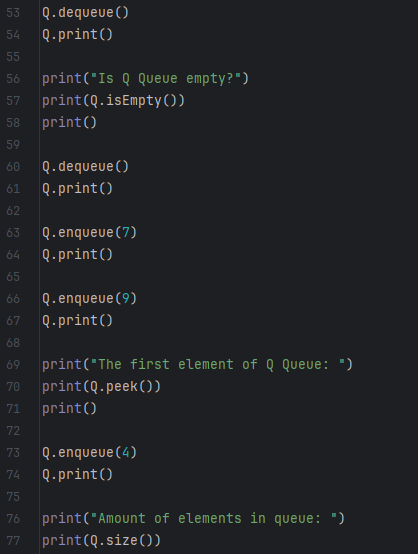 53 Q.dequeue()
54 Q.print()
55
56 print("Is Q Queue empty?")
57 print(Q.isEmpty())
58 print()
59
60 Q.dequeue()
61 Q.print()
62
63 Q.enqueue(7)
64 Q.print()
65
66 Q.enqueue(9)
67 Q.print()
68
69 print("The first element of Q Queue: ")
70 print(Q.peek())
71 print()
72
73 Q.enqueue(4)
74 Q.print()
75
76 print("Amount of elements in queue: ")
77 print(Q.size())